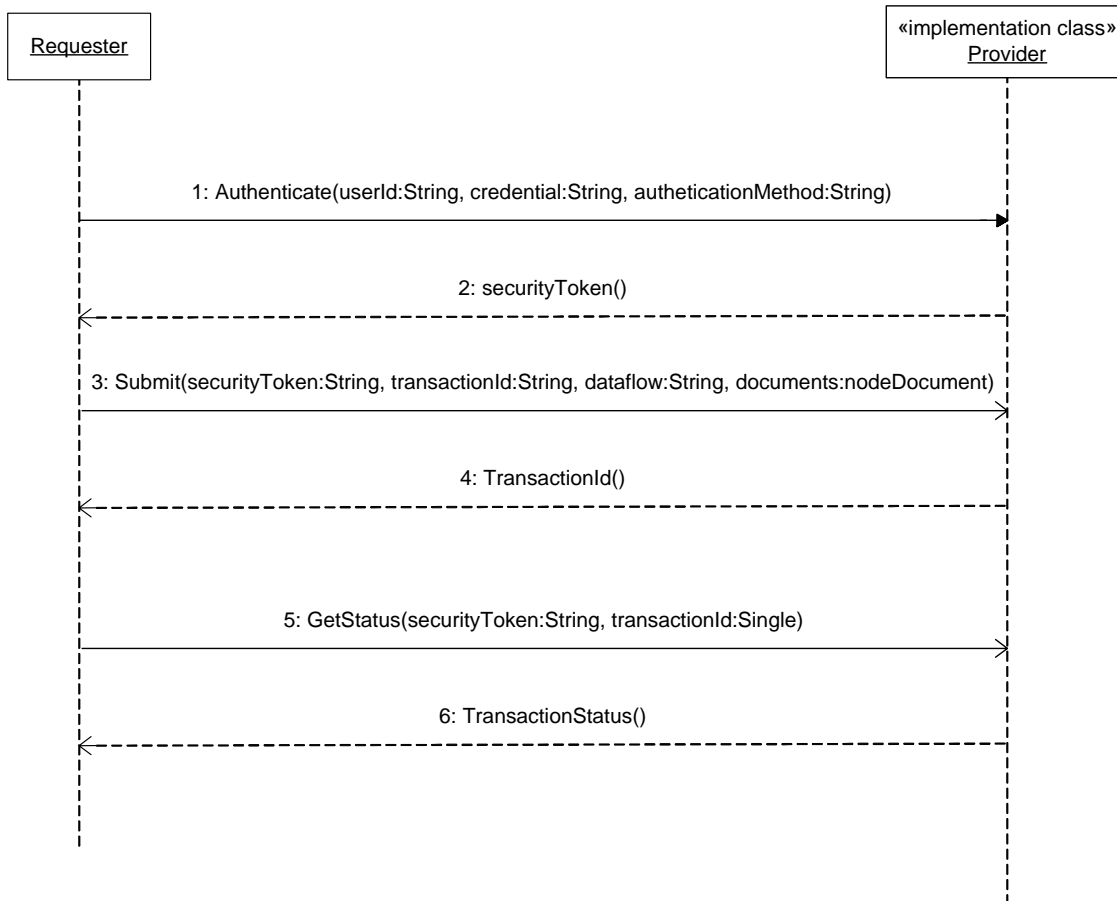 Requester
«implementation class»
Provider
1: Authenticate(userId:String, credential:String, autheticationMethod:String)
2: securityToken()
3: Submit(securityToken:String, transactionId:String, dataflow:String, documents:nodeDocument)
4: TransactionId()
5: GetStatus(securityToken:String, transactionId:Single)
6: TransactionStatus()